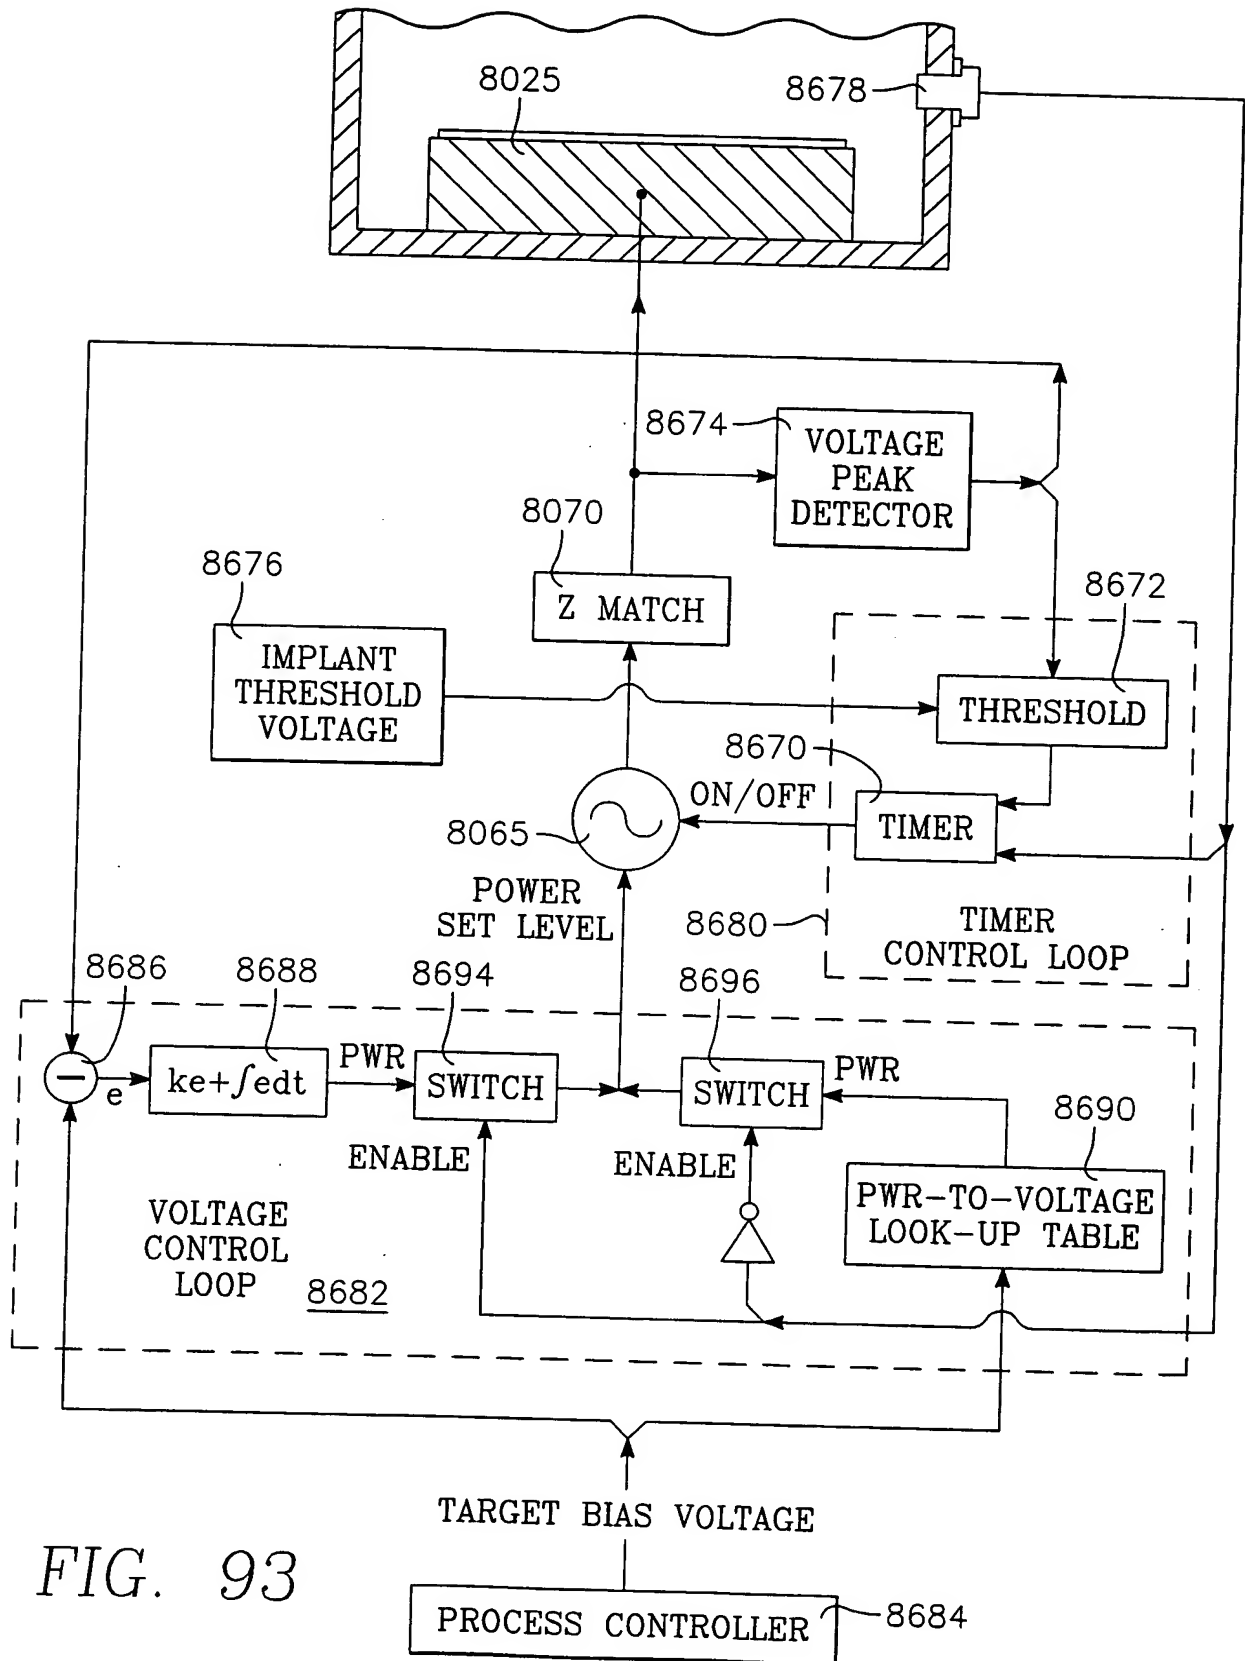 8025
8678
8674
VOLTAGE
PEAK
DETECTOR
8070
Z MATCH
8676
IMPLANT
THRESHOLD
VOLTAGE
8672
THRESHOLD
8670
ON/OFF
TIMER
8065
POWER
SET LEVEL
8680
TIMER
CONTROL LOOP
8686
8688
8694
8696
−
e
ke+∫edt
PWR
SWITCH
SWITCH
PWR
ENABLE
ENABLE
8690
PWR-TO-VOLTAGE
LOOK-UP TABLE
VOLTAGE
CONTROL
LOOP
8682
TARGET BIAS VOLTAGE
FIG. 93
PROCESS CONTROLLER
8684